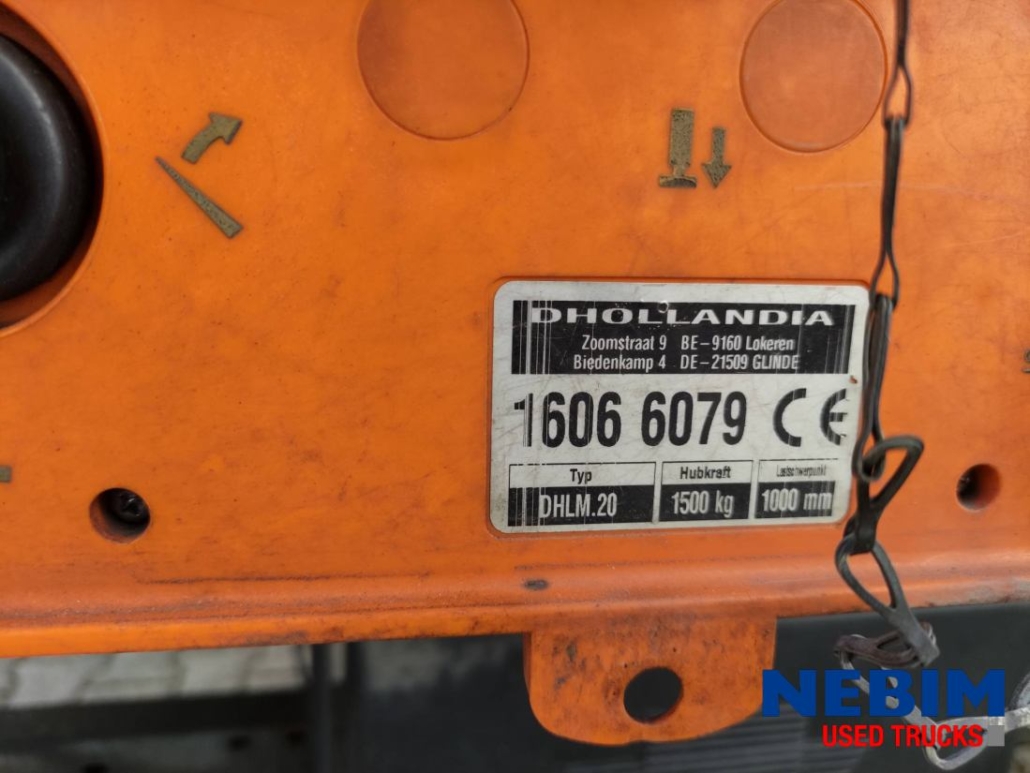 DHOLLANDIA
Zoomstraat 9 BE-9160 Lokeren
Biedenkamp 4 DE-21509 GLINDE
1606 6079 CE
Typ Hubkraft Lastschwerpunkt
DHLM.20 1500 kg 1000 mm
NEBIM
USED TRUCKS